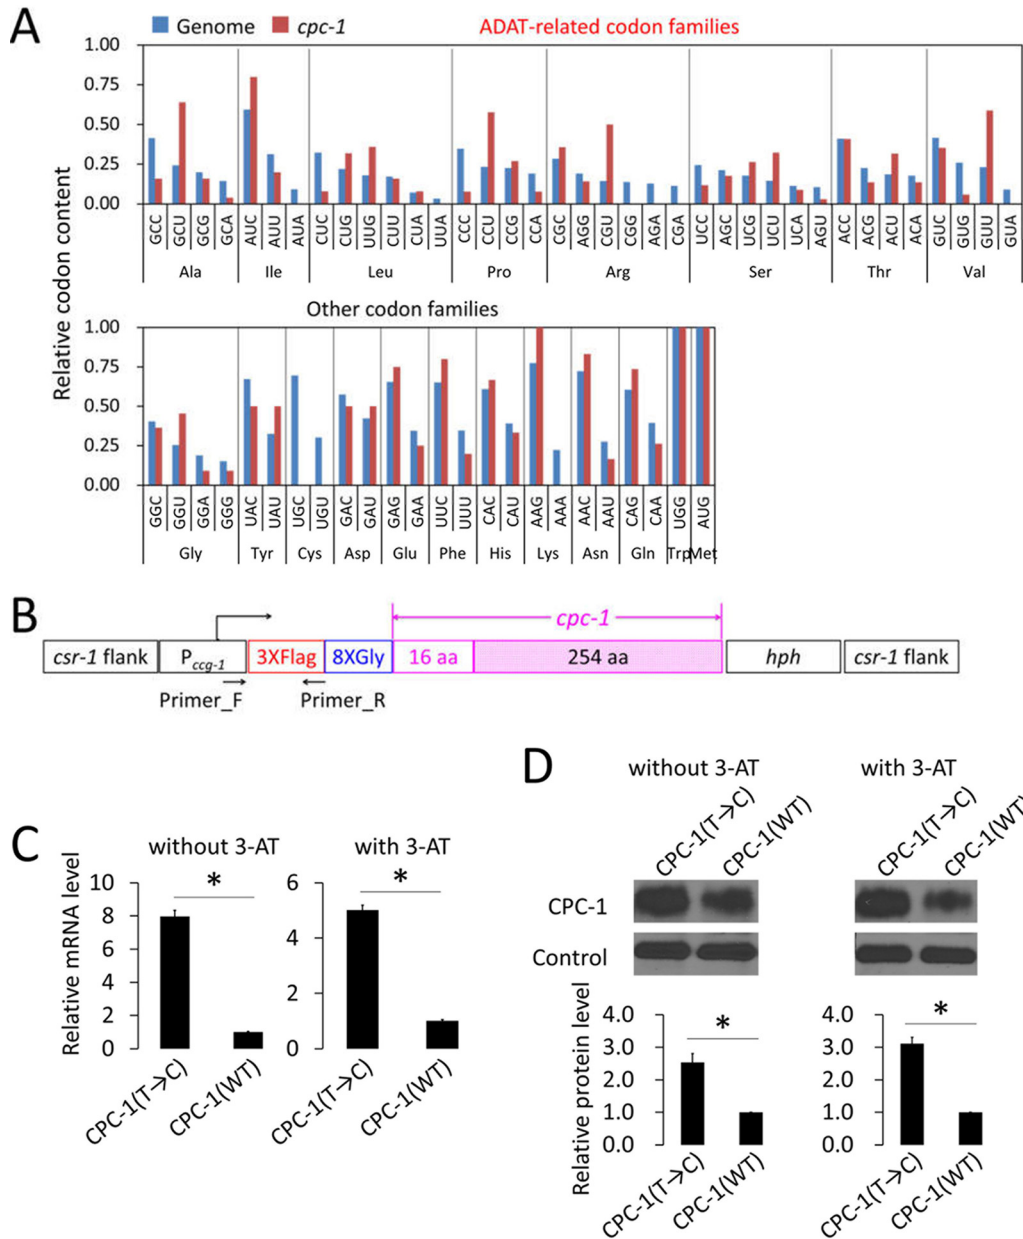 A
Genome cpc-1 ADAT-related codon families
Relative codon content
1.00
0.75
0.50
0.25
0.00
GCC GCU GCG GCA AUC AUU AUA CUC CUG UUG CUU CUA UUA CCC CCU CCG CCA CGC AGG CGU CGG AGA CGA UCC AGC UCG UCU UCA AGU ACC ACG ACU ACA GUC GUG GUU GUA
Ala Ile Leu Pro Arg Ser Thr Val
Other codon families
1.00
0.75
0.50
0.25
0.00
GGC GGU GGA GGG UAC UAU UGC UGU GAC GAU GAG GAA UUC UUU CAC CAU AAG AAA AAC AAU CAG CAA UGG AUG
Gly Tyr Cys Asp Glu Phe His Lys Asn Gln Trp Met
B
cpc-1
csr-1 flank Pccg-1 3XFlag 8XGly 16 aa 254 aa hph csr-1 flank
Primer_F Primer_R
C
without 3-AT with 3-AT
Relative mRNA level
10
8
6
4
2
0
*
6
4
2
0
*
CPC-1(T→C) CPC-1(WT) CPC-1(T→C) CPC-1(WT)
D
without 3-AT with 3-AT
CPC-1(T→C) CPC-1(WT) CPC-1(T→C) CPC-1(WT)
CPC-1
Control
Relative protein level
4.0
3.0
2.0
1.0
0.0
*
4.0
3.0
2.0
1.0
0.0
*
CPC-1(T→C) CPC-1(WT) CPC-1(T→C) CPC-1(WT)